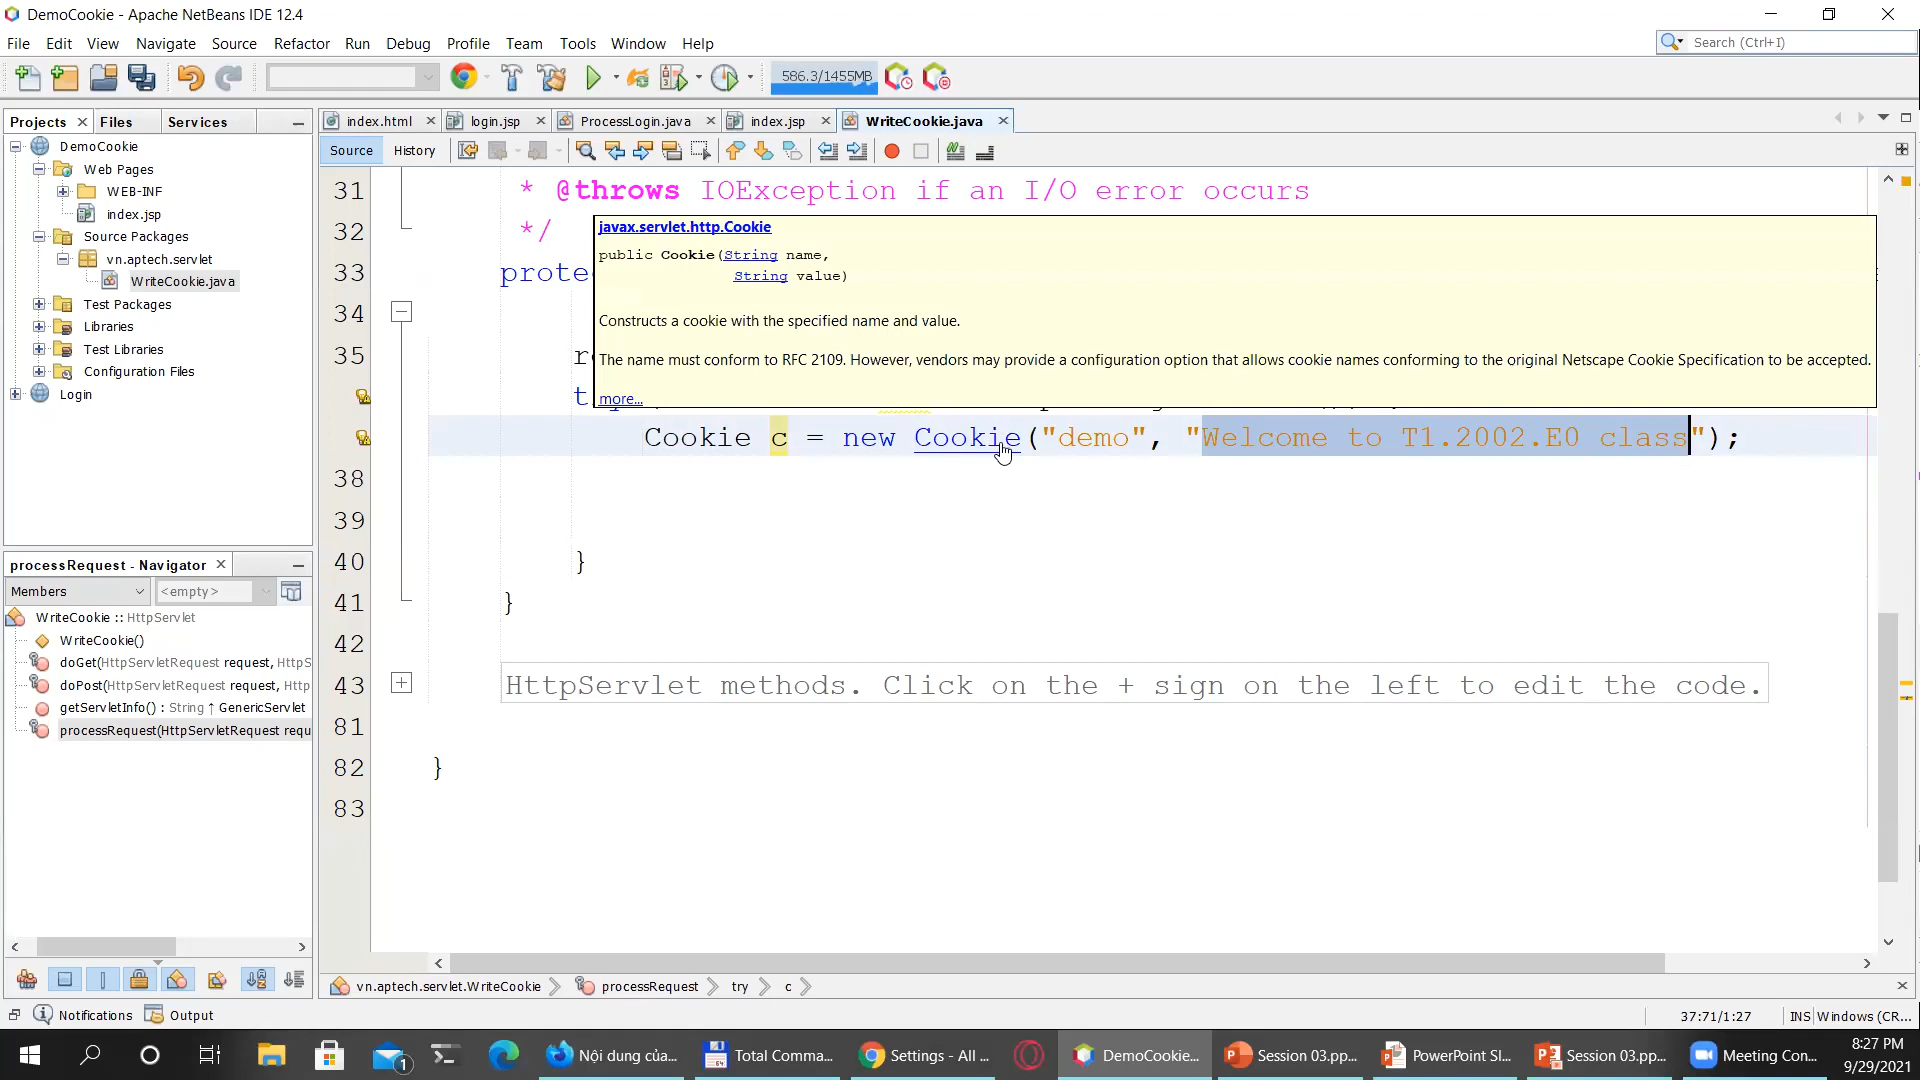 DemoCookie - Apache NetBeans IDE 12.4
File Edit View Navigate Source Refactor Run Debug Profile Team Tools Window Help
Search (Ctrl+I)
586.3/1455MB
Projects Files Services
index.html login.jsp ProcessLogin.java index.jsp WriteCookie.java
Source History
DemoCookie
Web Pages
WEB-INF
index.jsp
Source Packages
vn.aptech.servlet
WriteCookie.java
Test Packages
Libraries
Test Libraries
Configuration Files
Login
31 * @throws IOException if an I/O error occurs
32 */
33 prote
34
35 r
t
javax.servlet.http.Cookie
public Cookie(String name,
String value)
Constructs a cookie with the specified name and value.
The name must conform to RFC 2109. However, vendors may provide a configuration option that allows cookie names conforming to the original Netscape Cookie Specification to be accepted.
more...
Cookie c = new Cookie("demo", "Welcome to T1.2002.E0 class");
38
39
40 }
41 }
42
43 HttpServlet methods. Click on the + sign on the left to edit the code.
81
82 }
83
processRequest - Navigator
Members <empty>
WriteCookie :: HttpServlet
WriteCookie()
doGet(HttpServletRequest request, HttpS
doPost(HttpServletRequest request, Http
getServletInfo() : String ↑ GenericServlet
processRequest(HttpServletRequest requ
vn.aptech.servlet.WriteCookie processRequest try c
Notifications Output
37:71/1:27 INS Windows (CR...
1 Nội dung của... 64 Total Comma... Settings - All ... DemoCookie... Session 03.pp... PowerPoint Sl... Session 03.pp... Meeting Con...
8:27 PM
9/29/2021